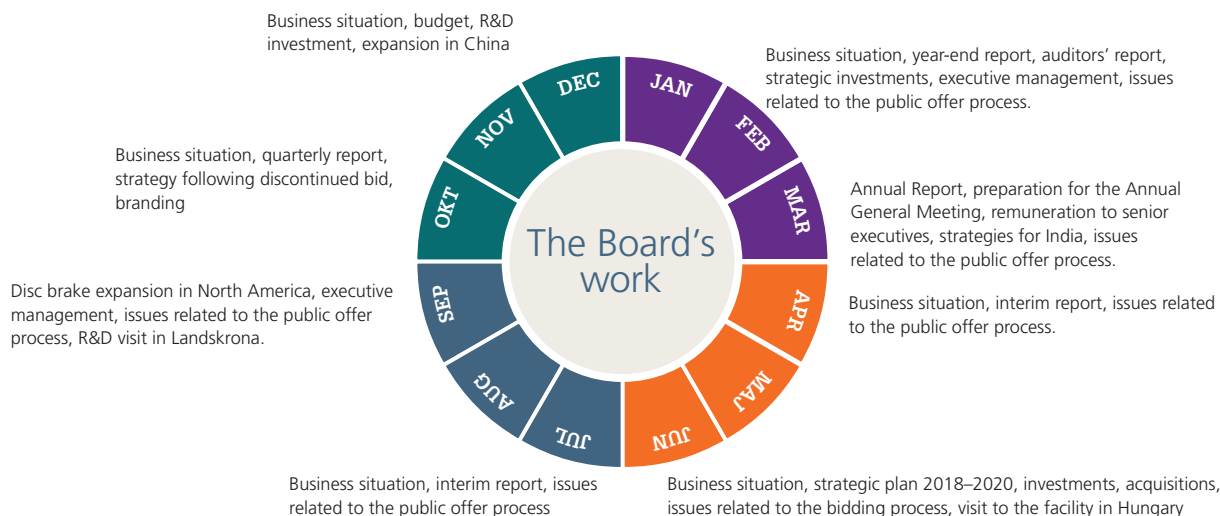 Business situation, budget, R&D
investment, expansion in China
Business situation, year-end report, auditors’ report,
strategic investments, executive management, issues
related to the public offer process.
Business situation, quarterly report,
strategy following discontinued bid,
branding
Annual Report, preparation for the Annual
General Meeting, remuneration to senior
executives, strategies for India, issues
related to the public offer process.
Disc brake expansion in North America, executive
management, issues related to the public offer
process, R&D visit in Landskrona.
Business situation, interim report, issues related
to the public offer process.
Business situation, interim report, issues
related to the public offer process
Business situation, strategic plan 2018–2020, investments, acquisitions,
issues related to the bidding process, visit to the facility in Hungary
The Board’s
work
JAN
FEB
MAR
APR
MAJ
JUN
JUL
AUG
SEP
OKT
NOV
DEC